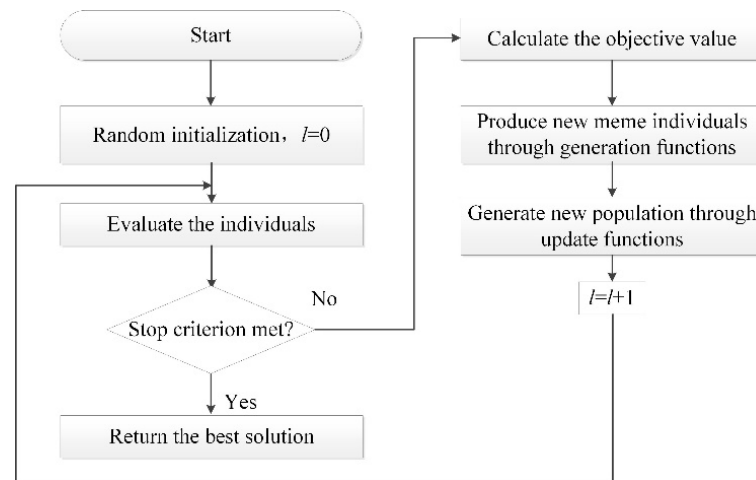 Start
Random initialization，l=0
Evaluate the individuals
Stop criterion met?
No
Yes
Return the best solution
Calculate the objective value
Produce new meme individuals
through generation functions
Generate new population through
update functions
l=l+1